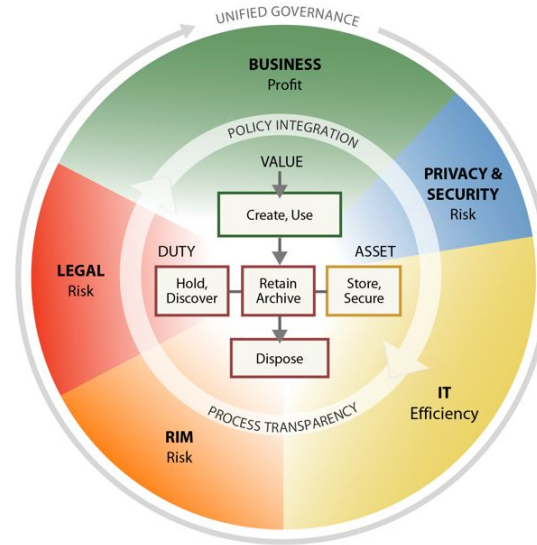 UNIFIED GOVERNANCE
BUSINESS
Profit
POLICY INTEGRATION
VALUE
PRIVACY &
SECURITY
Risk
Create, Use
DUTY
ASSET
LEGAL
Risk
Hold,
Discover
Retain
Archive
Store,
Secure
Dispose
IT
Efficiency
PROCESS TRANSPARENCY
RIM
Risk